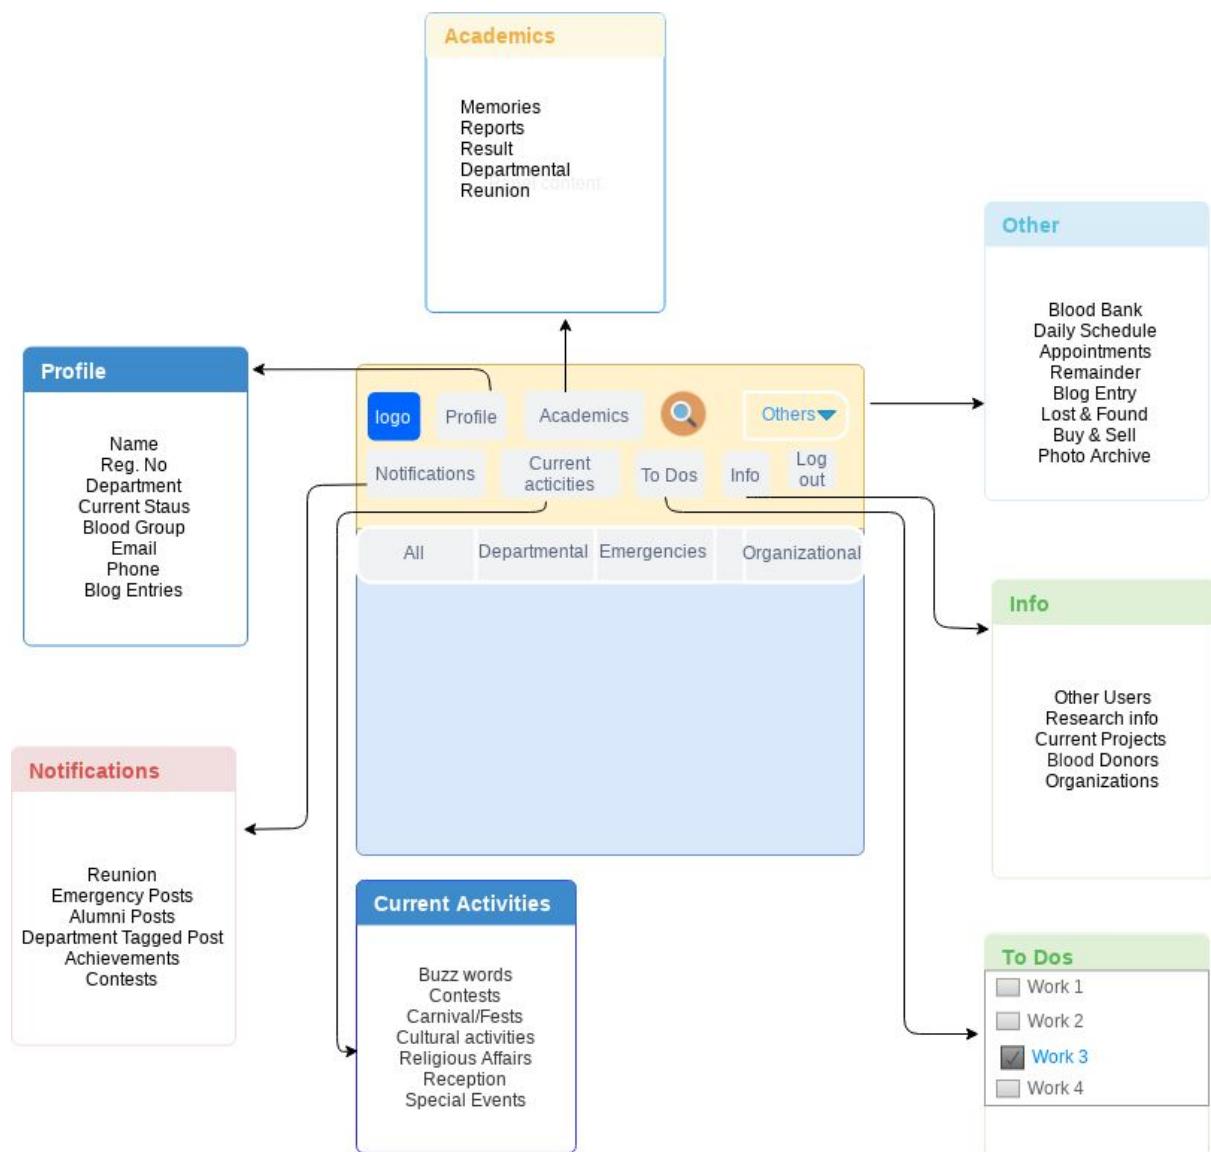 Academics
Memories
Reports
Result
Departmental
Reunion
Other
Blood Bank
Daily Schedule
Appointments
Remainder
Blog Entry
Lost & Found
Buy & Sell
Photo Archive
Profile
Name
Reg. No
Department
Current Staus
Blood Group
Email
Phone
Blog Entries
logo
Profile
Academics
Others
Notifications
Current
acticities
To Dos
Info
Log
out
All
Departmental
Emergencies
Organizational
Info
Other Users
Research info
Current Projects
Blood Donors
Organizations
Notifications
Reunion
Emergency Posts
Alumni Posts
Department Tagged Post
Achievements
Contests
Current Activities
Buzz words
Contests
Carnival/Fests
Cultural activities
Religious Affairs
Reception
Special Events
To Dos
Work 1
Work 2
Work 3
Work 4